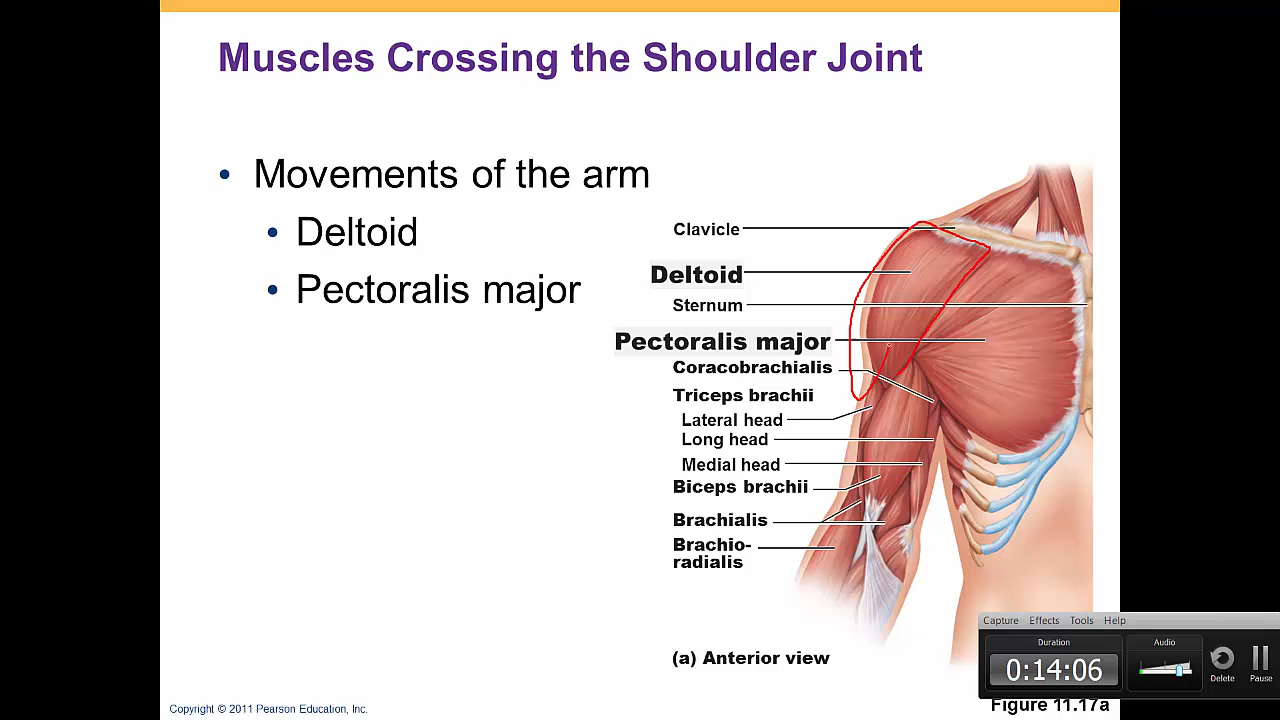 Muscles Crossing the Shoulder Joint
• Movements of the arm
• Deltoid
• Pectoralis major
Clavicle
Deltoid
Sternum
Pectoralis major
Coracobrachialis
Triceps brachii
Lateral head
Long head
Medial head
Biceps brachii
Brachialis
Brachio-
radialis
(a) Anterior view
Capture Effects Tools Help
Duration
Audio
0:14:06
Delete
Pause
Figure 11.17a
Copyright © 2011 Pearson Education, Inc.